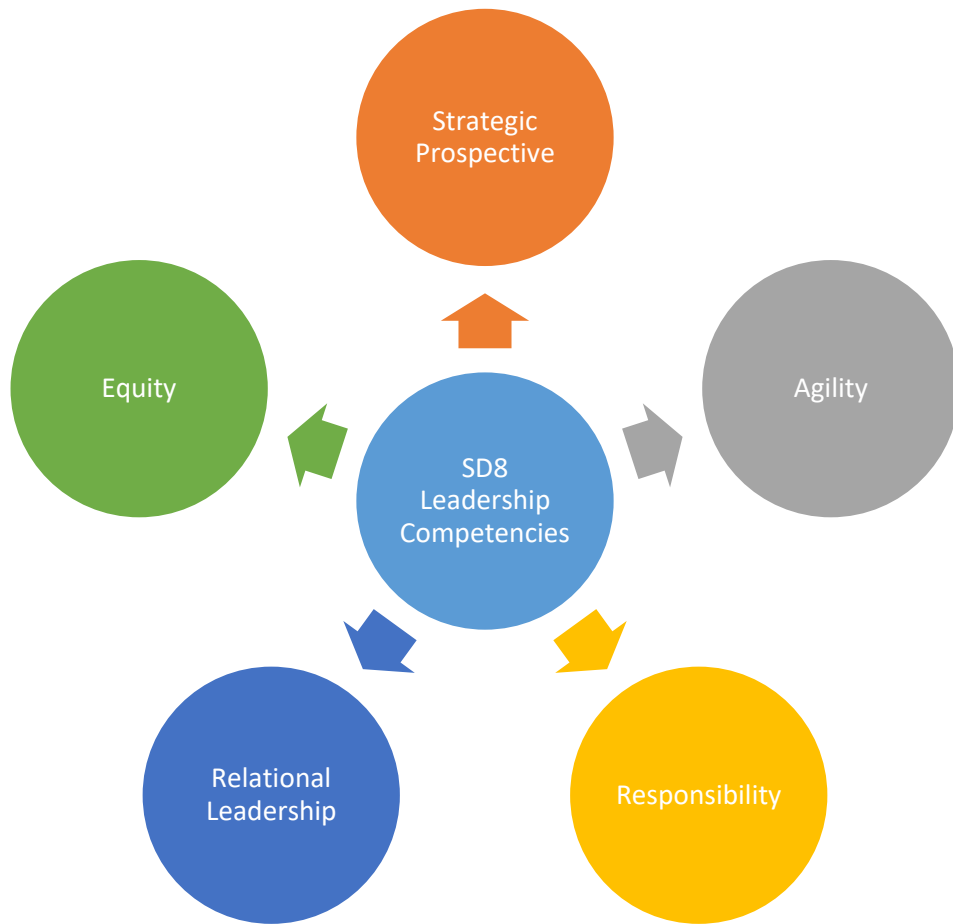 Strategic
Prospective
Equity
Agility
SD8
Leadership
Competencies
Relational
Leadership
Responsibility